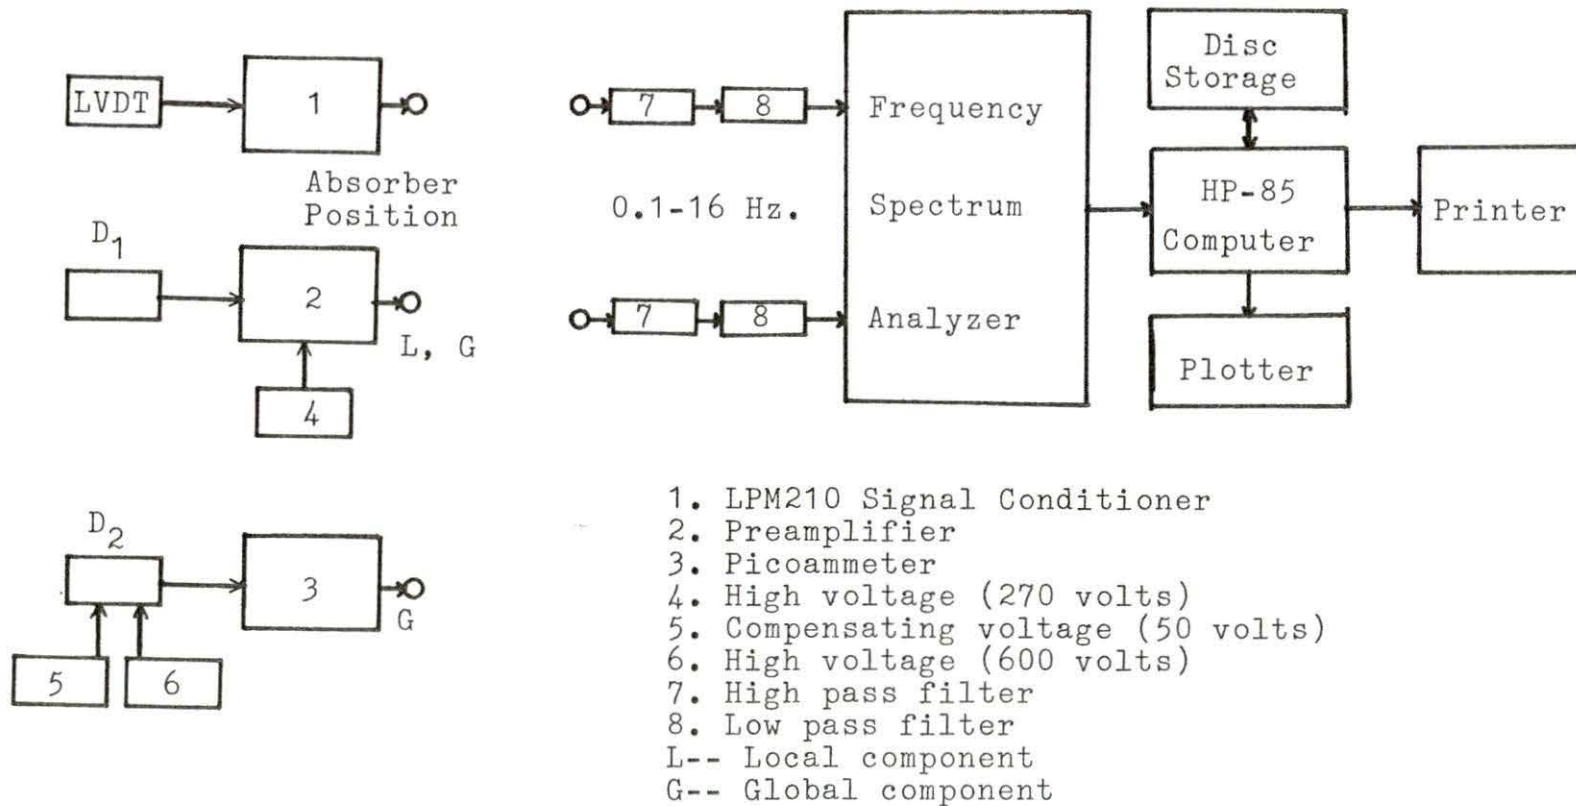 LVDT
1
Absorber
Position
D1
2
L, G
4
D2
3
G
5
6
7
8
0.1-16 Hz.
7
8
Frequency
Spectrum
Analyzer
Disc
Storage
HP-85
Computer
Printer
Plotter
1. LPM210 Signal Conditioner
2. Preamplifier
3. Picoammeter
4. High voltage (270 volts)
5. Compensating voltage (50 volts)
6. High voltage (600 volts)
7. High pass filter
8. Low pass filter
L-- Local component
G-- Global component